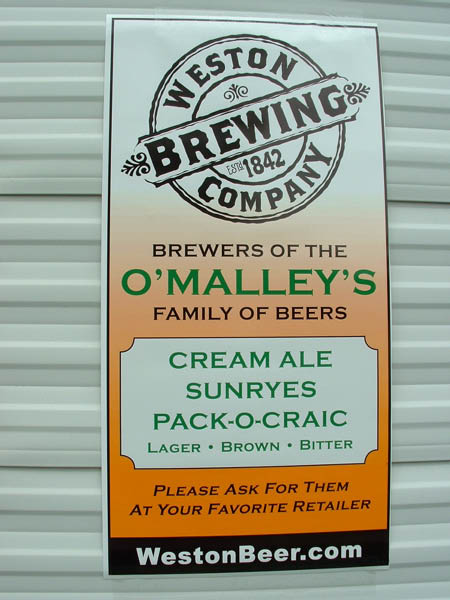 WESTON
BREWING
ESTD 1842
COMPANY
BREWERS OF THE
O'MALLEY'S
FAMILY OF BEERS
CREAM ALE
SUNRYES
PACK-O-CRAIC
LAGER • BROWN • BITTER
PLEASE ASK FOR THEM
AT YOUR FAVORITE RETAILER
WestonBeer.com